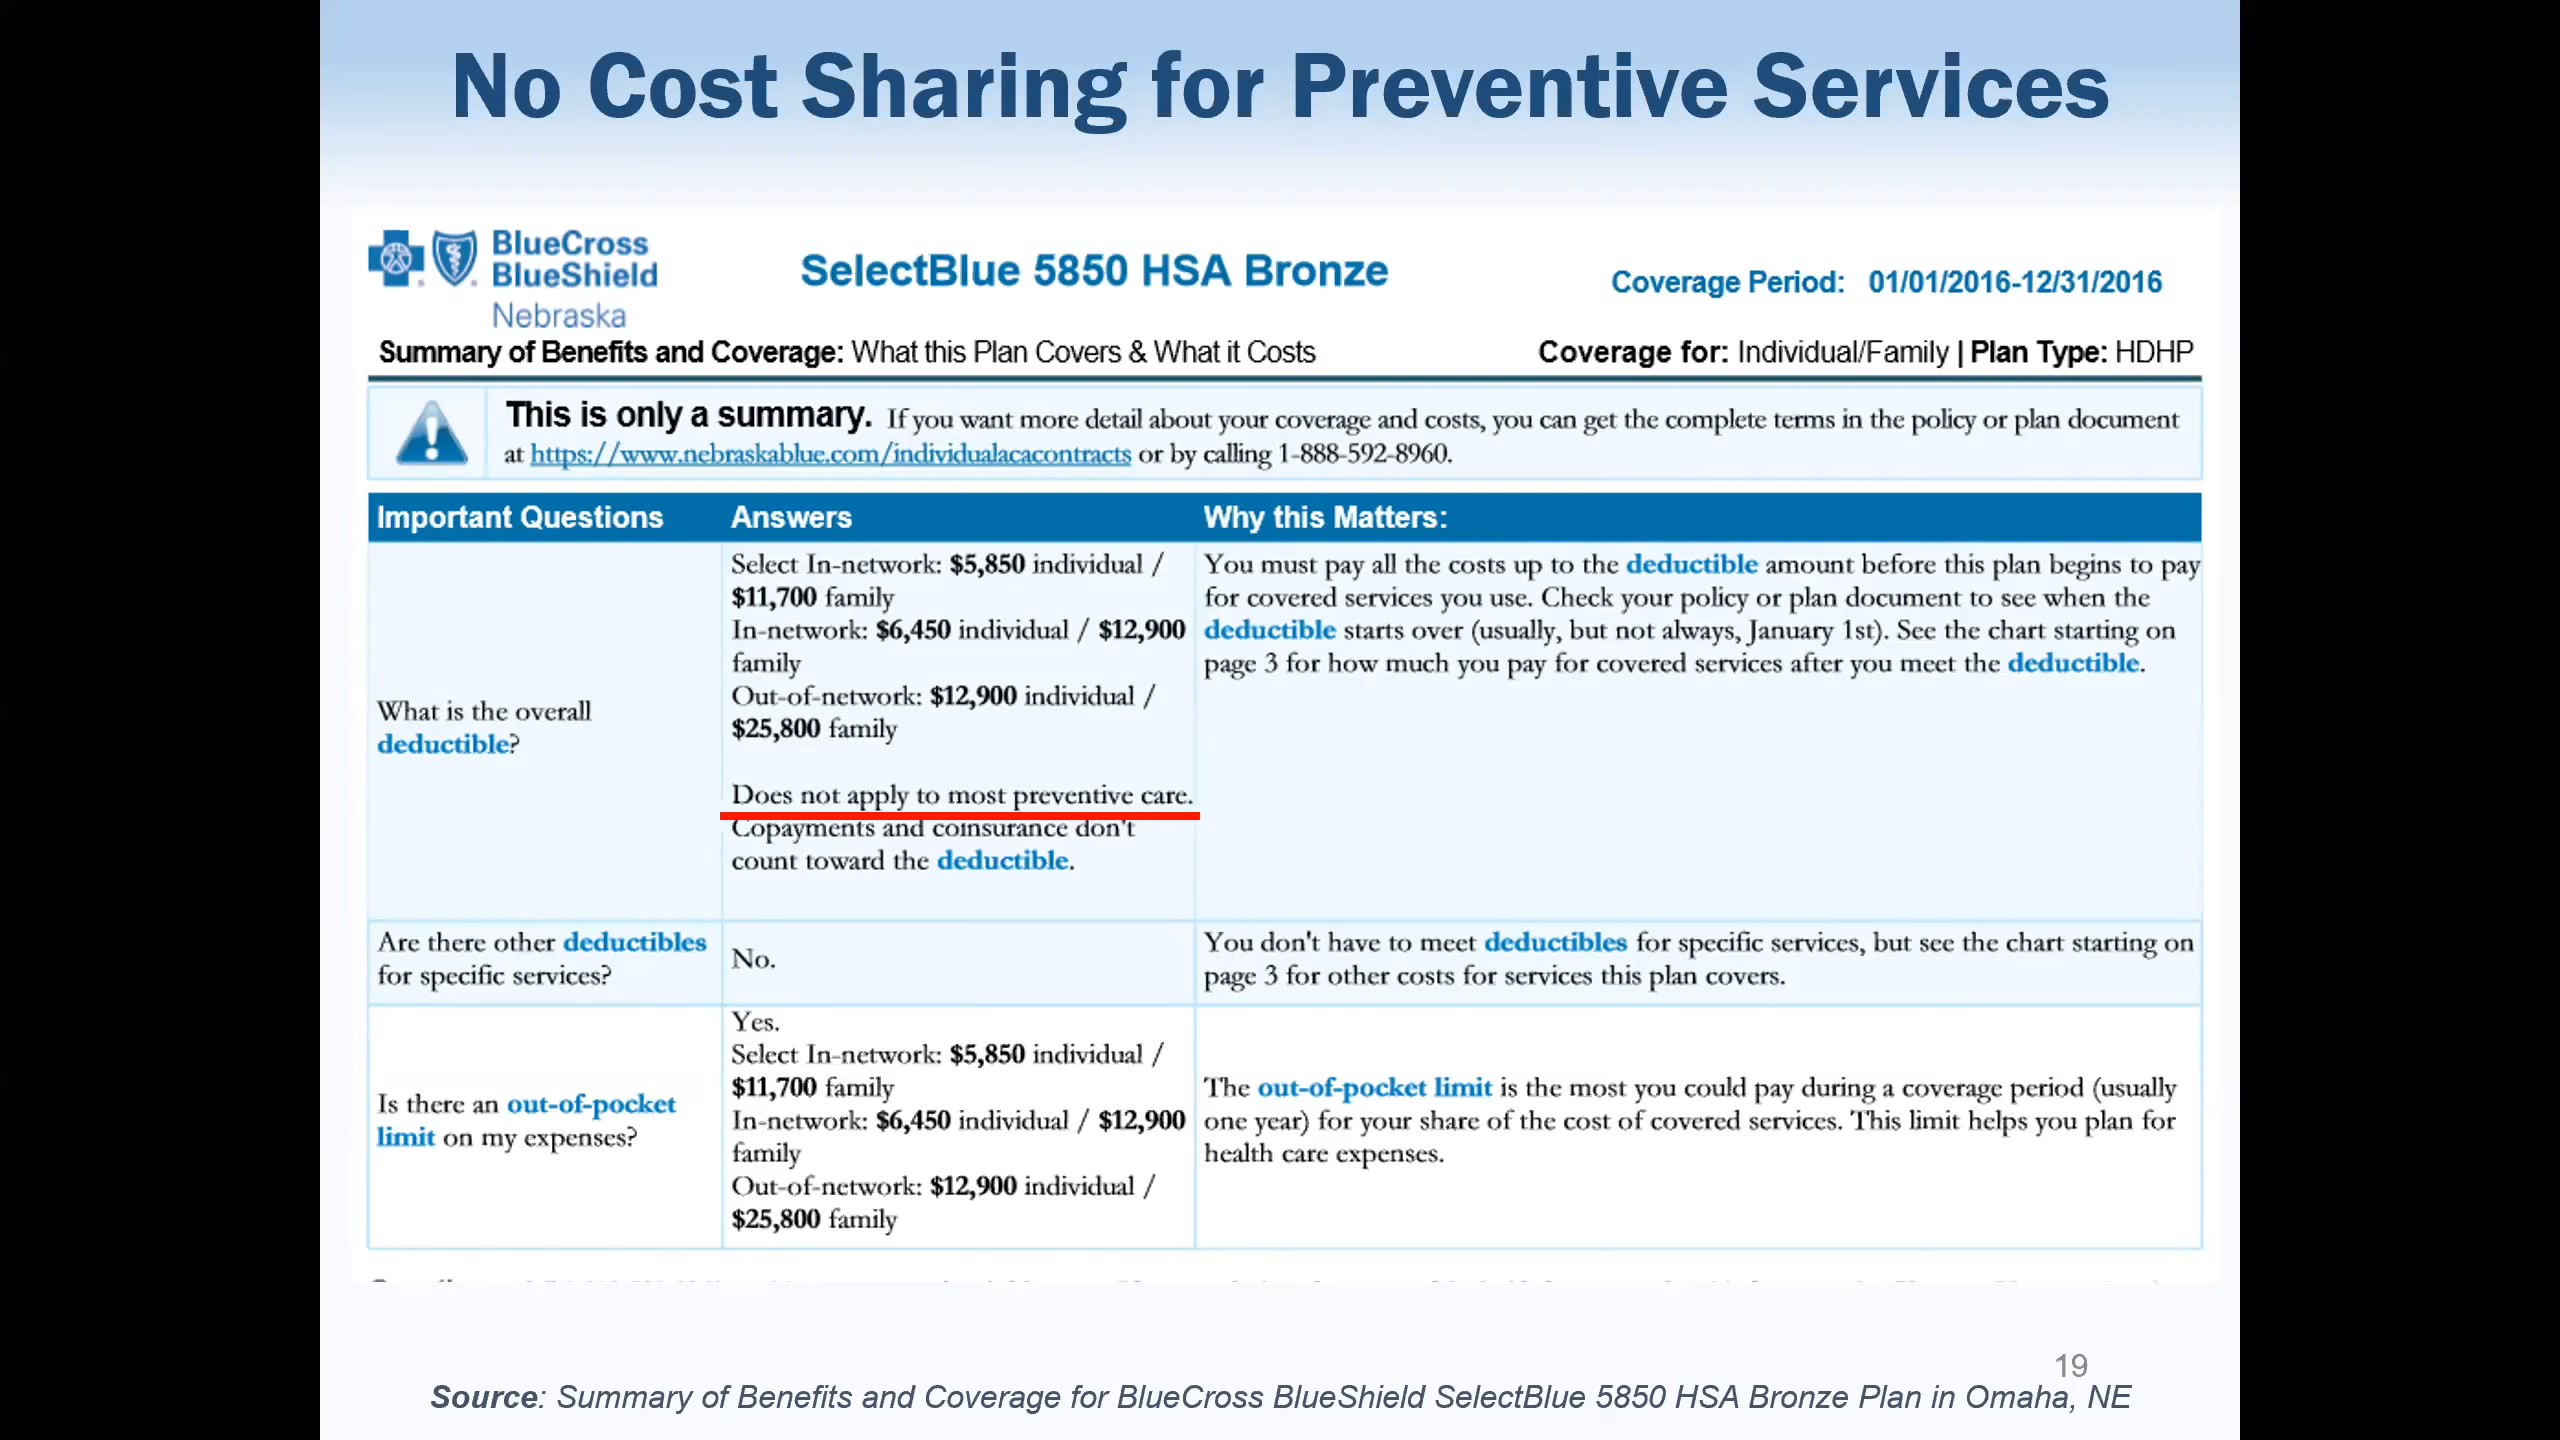 No Cost Sharing for Preventive Services
BlueCross
BlueShield
Nebraska
SelectBlue 5850 HSA Bronze
Coverage Period: 01/01/2016-12/31/2016
Summary of Benefits and Coverage: What this Plan Covers & What it Costs
Coverage for: Individual/Family | Plan Type: HDHP
This is only a summary. If you want more detail about your coverage and costs, you can get the complete terms in the policy or plan document
at https://www.nebraskablue.com/individualacacontracts or by calling 1-888-592-8960.
Important Questions
Answers
Why this Matters:
What is the overall
deductible?
Select In-network: $5,850 individual /
$11,700 family
In-network: $6,450 individual / $12,900
family
Out-of-network: $12,900 individual /
$25,800 family
Does not apply to most preventive care.
Copayments and coinsurance don't
count toward the deductible.
You must pay all the costs up to the deductible amount before this plan begins to pay
for covered services you use. Check your policy or plan document to see when the
deductible starts over (usually, but not always, January 1st). See the chart starting on
page 3 for how much you pay for covered services after you meet the deductible.
Are there other deductibles
for specific services?
No.
You don't have to meet deductibles for specific services, but see the chart starting on
page 3 for other costs for services this plan covers.
Is there an out-of-pocket
limit on my expenses?
Yes.
Select In-network: $5,850 individual /
$11,700 family
In-network: $6,450 individual / $12,900
family
Out-of-network: $12,900 individual /
$25,800 family
The out-of-pocket limit is the most you could pay during a coverage period (usually
one year) for your share of the cost of covered services. This limit helps you plan for
health care expenses.
19
Source: Summary of Benefits and Coverage for BlueCross BlueShield SelectBlue 5850 HSA Bronze Plan in Omaha, NE